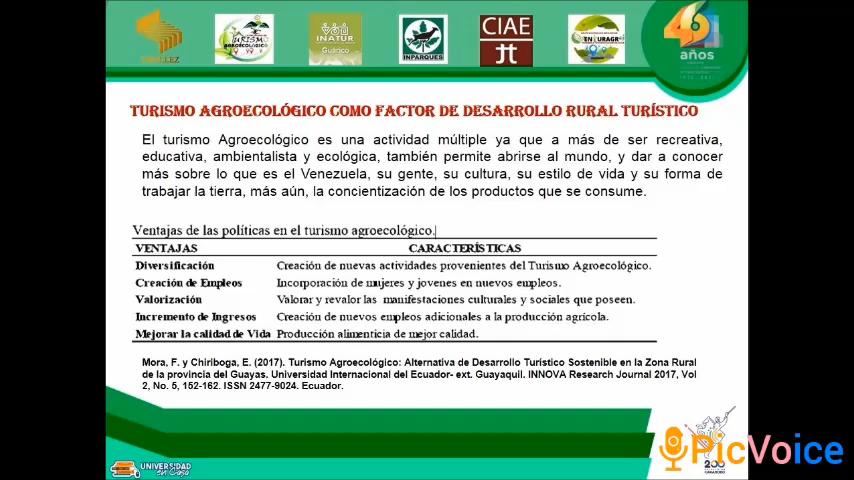 TURISMO AGROECOLÓGICO
INATUR
Guárico
INPARQUES
CIAE
46
años
TURISMO AGROECOLÓGICO COMO FACTOR DE DESARROLLO RURAL TURÍSTICO
El turismo Agroecológico es una actividad múltiple ya que a más de ser recreativa,
educativa, ambientalista y ecológica, también permite abrirse al mundo, y dar a conocer
más sobre lo que es el Venezuela, su gente, su cultura, su estilo de vida y su forma de
trabajar la tierra, más aún, la concientización de los productos que se consume.
Ventajas de las políticas en el turismo agroecológico.
VENTAJAS CARACTERÍSTICAS
Diversificación Creación de nuevas actividades provenientes del Turismo Agroecológico.
Creación de Empleos Incorporación de mujeres y jovenes en nuevos empleos.
Valorización Valorar y revalor las manifestaciones culturales y sociales que poseen.
Incremento de Ingresos Creación de nuevos empleos adicionales a la producción agrícola.
Mejorar la calidad de Vida Producción alimenticia de mejor calidad.
Mora, F. y Chiriboga, E. (2017). Turismo Agroecológico: Alternativa de Desarrollo Turístico Sostenible en la Zona Rural
de la provincia del Guayas. Universidad Internacional del Ecuador- ext. Guayaquil. INNOVA Research Journal 2017, Vol
2, No. 5, 152-162. ISSN 2477-9024. Ecuador.
UNIVERSIDAD
en Casa
200
CARABOBO
PicVoice